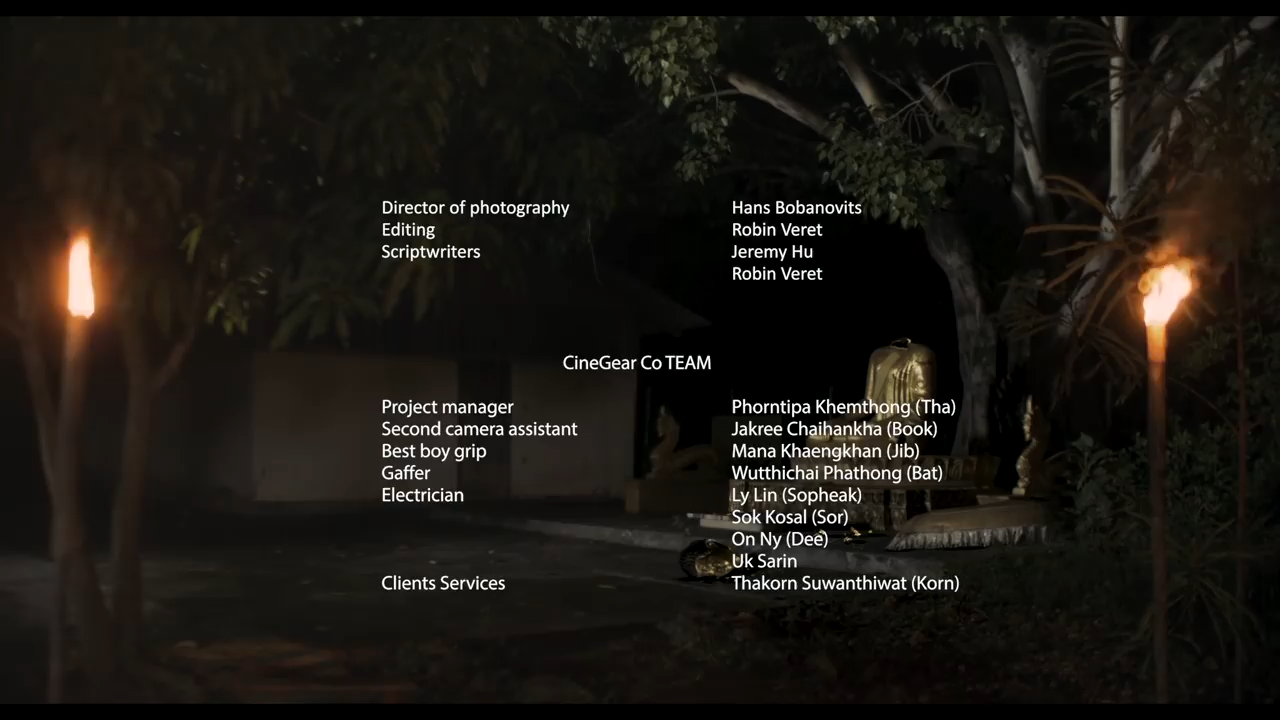 Director of photography Hans Bobanovits
Editing Robin Veret
Scriptwriters Jeremy Hu
Robin Veret
CineGear Co TEAM
Project manager Phorntipa Khemthong (Tha)
Second camera assistant Jakree Chaihankha (Book)
Best boy grip Mana Khaengkhan (Jib)
Gaffer Wutthichai Phathong (Bat)
Electrician Ly Lin (Sopheak)
Sok Kosal (Sor)
On Ny (Dee)
Uk Sarin
Clients Services Thakorn Suwanthiwat (Korn)